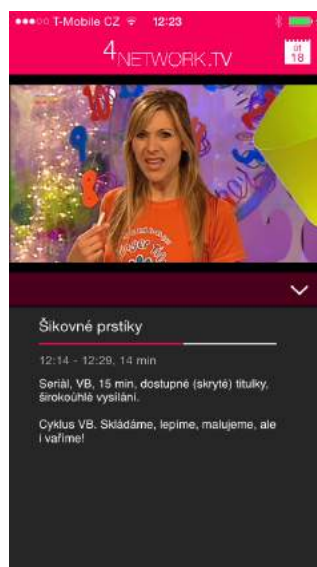 T-Mobile CZ 12:23
4NETWORK.TV
út
18
Šikovné prstíky
12:14 - 12:29, 14 min
Seriál, VB, 15 min, dostupné (skryté) titulky,
širokoúhlé vysílání.
Cyklus VB. Skládáme, lepíme, malujeme, ale
i vaříme!